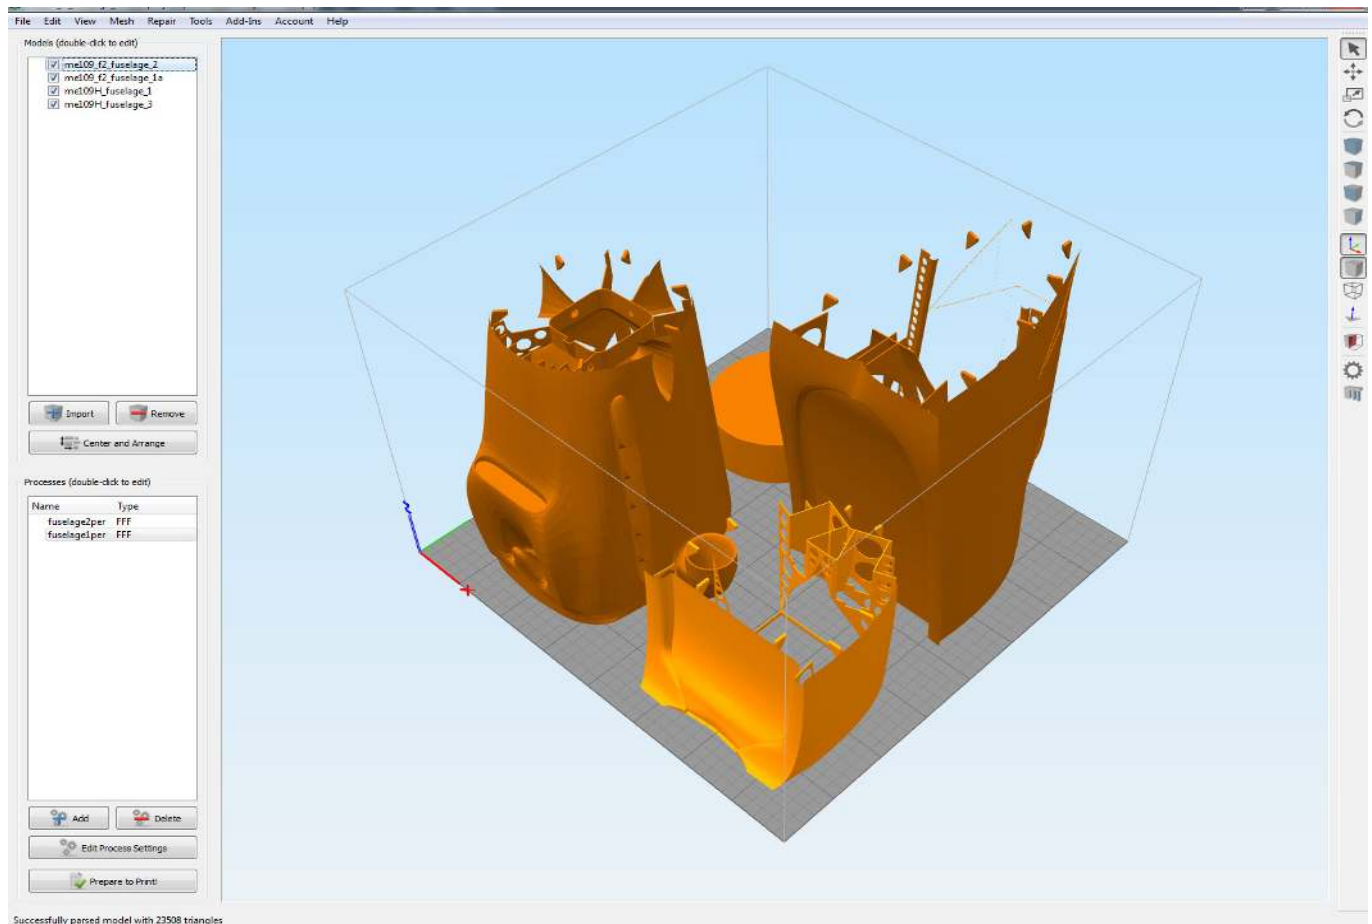 File Edit View Mesh Repair Tools Add-Ins Account Help
Models (double-click to edit)
me109_f2_fuselage_2
me109_f2_fuselage_1a
me109H_fuselage_1
me109H_fuselage_3
Import Remove
Center and Arrange
Processes (double-click to edit)
Name Type
fuselage2per FFF
fuselage1per FFF
Add Delete
Edit Process Settings
Prepare to Print!
Successfully parsed model with 23508 triangles